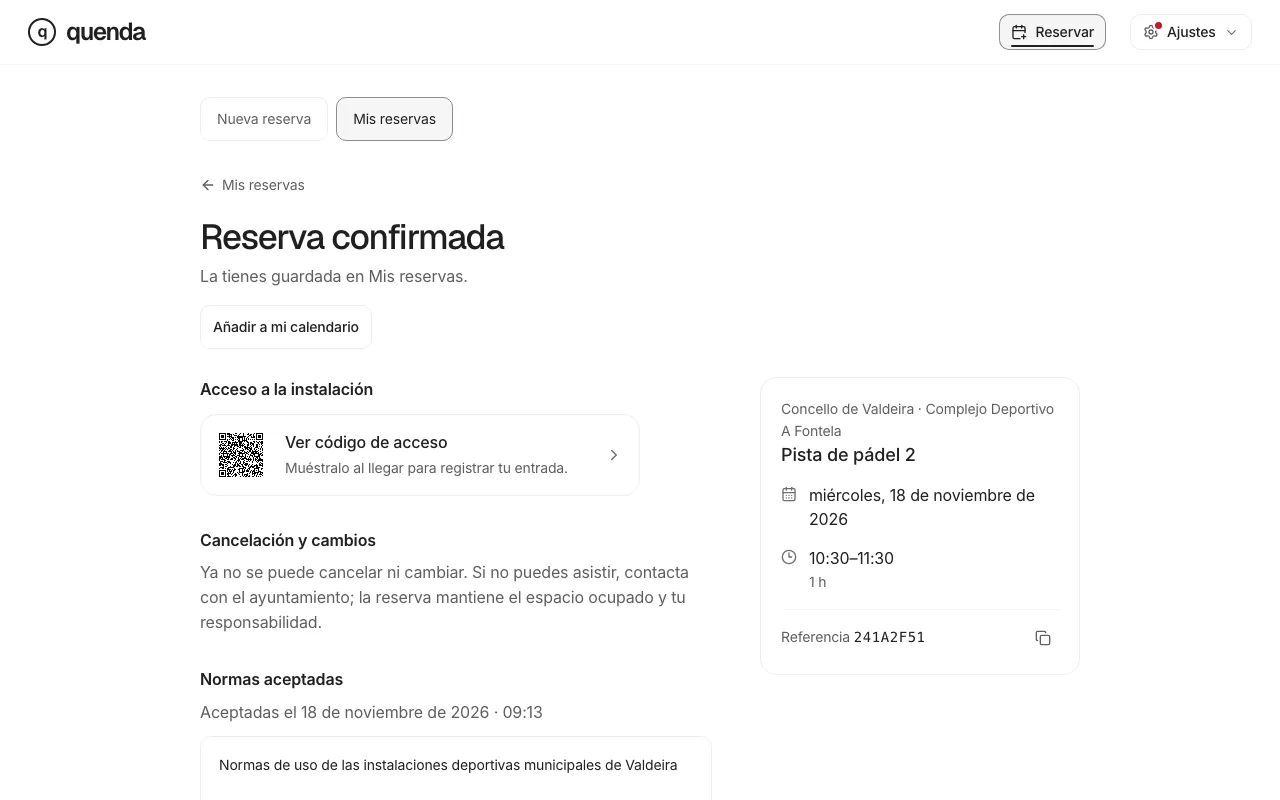 q quenda
Reservar
Ajustes
Nueva reserva
Mis reservas
Mis reservas
Reserva confirmada
La tienes guardada en Mis reservas.
Añadir a mi calendario
Acceso a la instalación
Ver código de acceso
Muéstralo al llegar para registrar tu entrada.
Cancelación y cambios
Ya no se puede cancelar ni cambiar. Si no puedes asistir, contacta
con el ayuntamiento; la reserva mantiene el espacio ocupado y tu
responsabilidad.
Normas aceptadas
Aceptadas el 18 de noviembre de 2026 · 09:13
Normas de uso de las instalaciones deportivas municipales de Valdeira
Concello de Valdeira · Complejo Deportivo
A Fontela
Pista de pádel 2
miércoles, 18 de noviembre de
2026
10:30–11:30
1 h
Referencia 241A2F51